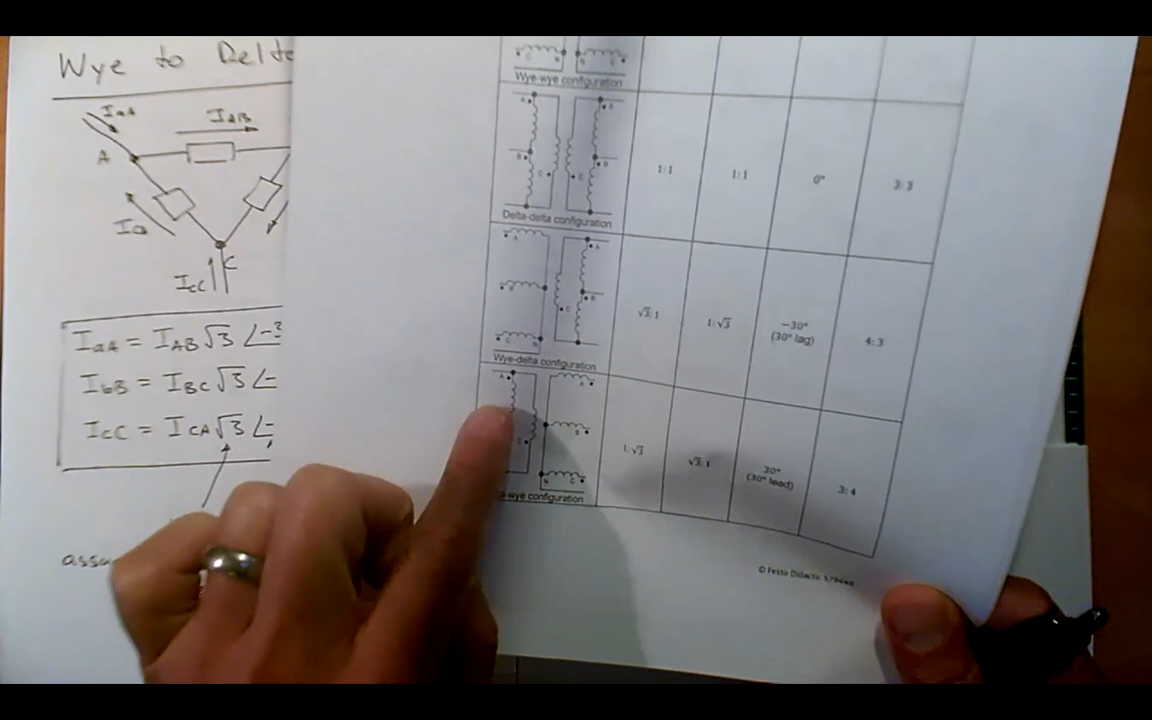 Wye to Delt
IaA
IAB
A
C
IcC
IaA = IAB √3 ∠-3
IbB = IBC √3 ∠-
IcC = ICA √3 ∠-
C N N C
Wye-wye configuration
A A
B B
C C
1:1 1:1 0° 3:3
Delta-delta configuration
A A
B B
C N C
√3:1 1:√3 −30° 4:3
(30° lag)
Wye-delta configuration
A A
C B
N C
1:√3 √3:1 30° 3:4
(30° lead)
-wye configuration
© Festo Didactic